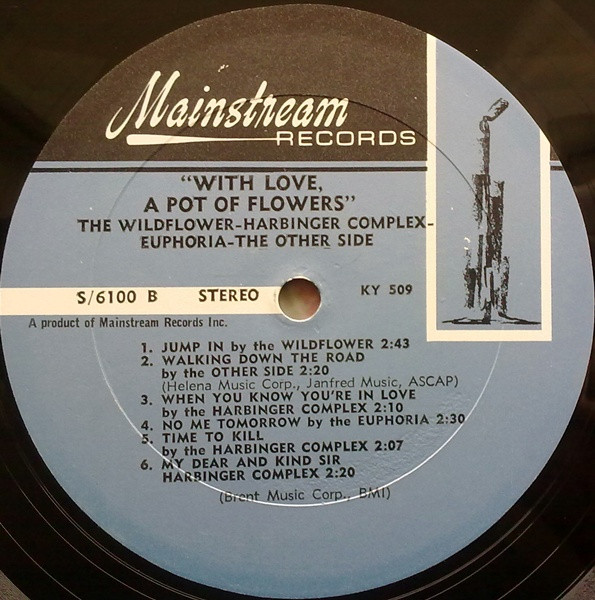 Mainstream
RECORDS
“WITH LOVE,
A POT OF FLOWERS”
THE WILDFLOWER-HARBINGER COMPLEX-
EUPHORIA-THE OTHER SIDE
S/6100 B STEREO KY 509
A product of Mainstream Records Inc.
1. JUMP IN by the WILDFLOWER 2:43
2. WALKING DOWN THE ROAD
by the OTHER SIDE 2:20
(Helena Music Corp., Janfred Music, ASCAP)
3. WHEN YOU KNOW YOU'RE IN LOVE
by the HARBINGER COMPLEX 2:10
4. NO ME TOMORROW by the EUPHORIA 2:30
5. TIME TO KILL
by the HARBINGER COMPLEX 2:07
6. MY DEAR AND KIND SIR
HARBINGER COMPLEX 2:20
(Brent Music Corp., BMI)